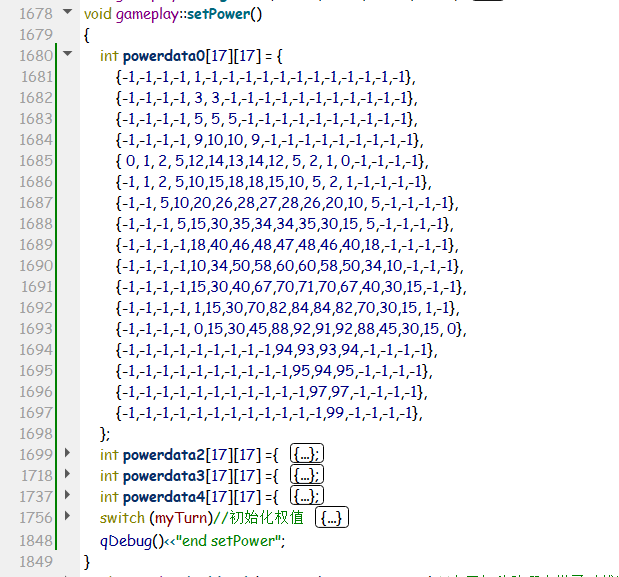 1678 void gameplay::setPower()
1679 {
1680 int powerdata0[17][17] = {
1681 {-1,-1,-1,-1, 1,-1,-1,-1,-1,-1,-1,-1,-1,-1,-1,-1,-1},
1682 {-1,-1,-1,-1, 3, 3,-1,-1,-1,-1,-1,-1,-1,-1,-1,-1,-1},
1683 {-1,-1,-1,-1, 5, 5, 5,-1,-1,-1,-1,-1,-1,-1,-1,-1,-1},
1684 {-1,-1,-1,-1, 9,10,10, 9,-1,-1,-1,-1,-1,-1,-1,-1,-1},
1685 { 0, 1, 2, 5,12,14,13,14,12, 5, 2, 1, 0,-1,-1,-1,-1},
1686 {-1, 1, 2, 5,10,15,18,18,15,10, 5, 2, 1,-1,-1,-1,-1},
1687 {-1,-1, 5,10,20,26,28,27,28,26,20,10, 5,-1,-1,-1,-1},
1688 {-1,-1,-1, 5,15,30,35,34,34,35,30,15, 5,-1,-1,-1,-1},
1689 {-1,-1,-1,-1,18,40,46,48,47,48,46,40,18,-1,-1,-1,-1},
1690 {-1,-1,-1,-1,10,34,50,58,60,60,58,50,34,10,-1,-1,-1},
1691 {-1,-1,-1,-1,15,30,40,67,70,71,70,67,40,30,15,-1,-1},
1692 {-1,-1,-1,-1, 1,15,30,70,82,84,84,82,70,30,15, 1,-1},
1693 {-1,-1,-1,-1, 0,15,30,45,88,92,91,92,88,45,30,15, 0},
1694 {-1,-1,-1,-1,-1,-1,-1,-1,-1,94,93,93,94,-1,-1,-1,-1},
1695 {-1,-1,-1,-1,-1,-1,-1,-1,-1,-1,95,94,95,-1,-1,-1,-1},
1696 {-1,-1,-1,-1,-1,-1,-1,-1,-1,-1,-1,97,97,-1,-1,-1,-1},
1697 {-1,-1,-1,-1,-1,-1,-1,-1,-1,-1,-1,-1,99,-1,-1,-1,-1},
1698 };
1699 int powerdata2[17][17] ={ {...};
1718 int powerdata3[17][17] ={ {...};
1737 int powerdata4[17][17] ={ {...};
1756 switch (myTurn)//初始化权值 {...}
1848 qDebug()<<"end setPower";
1849 }